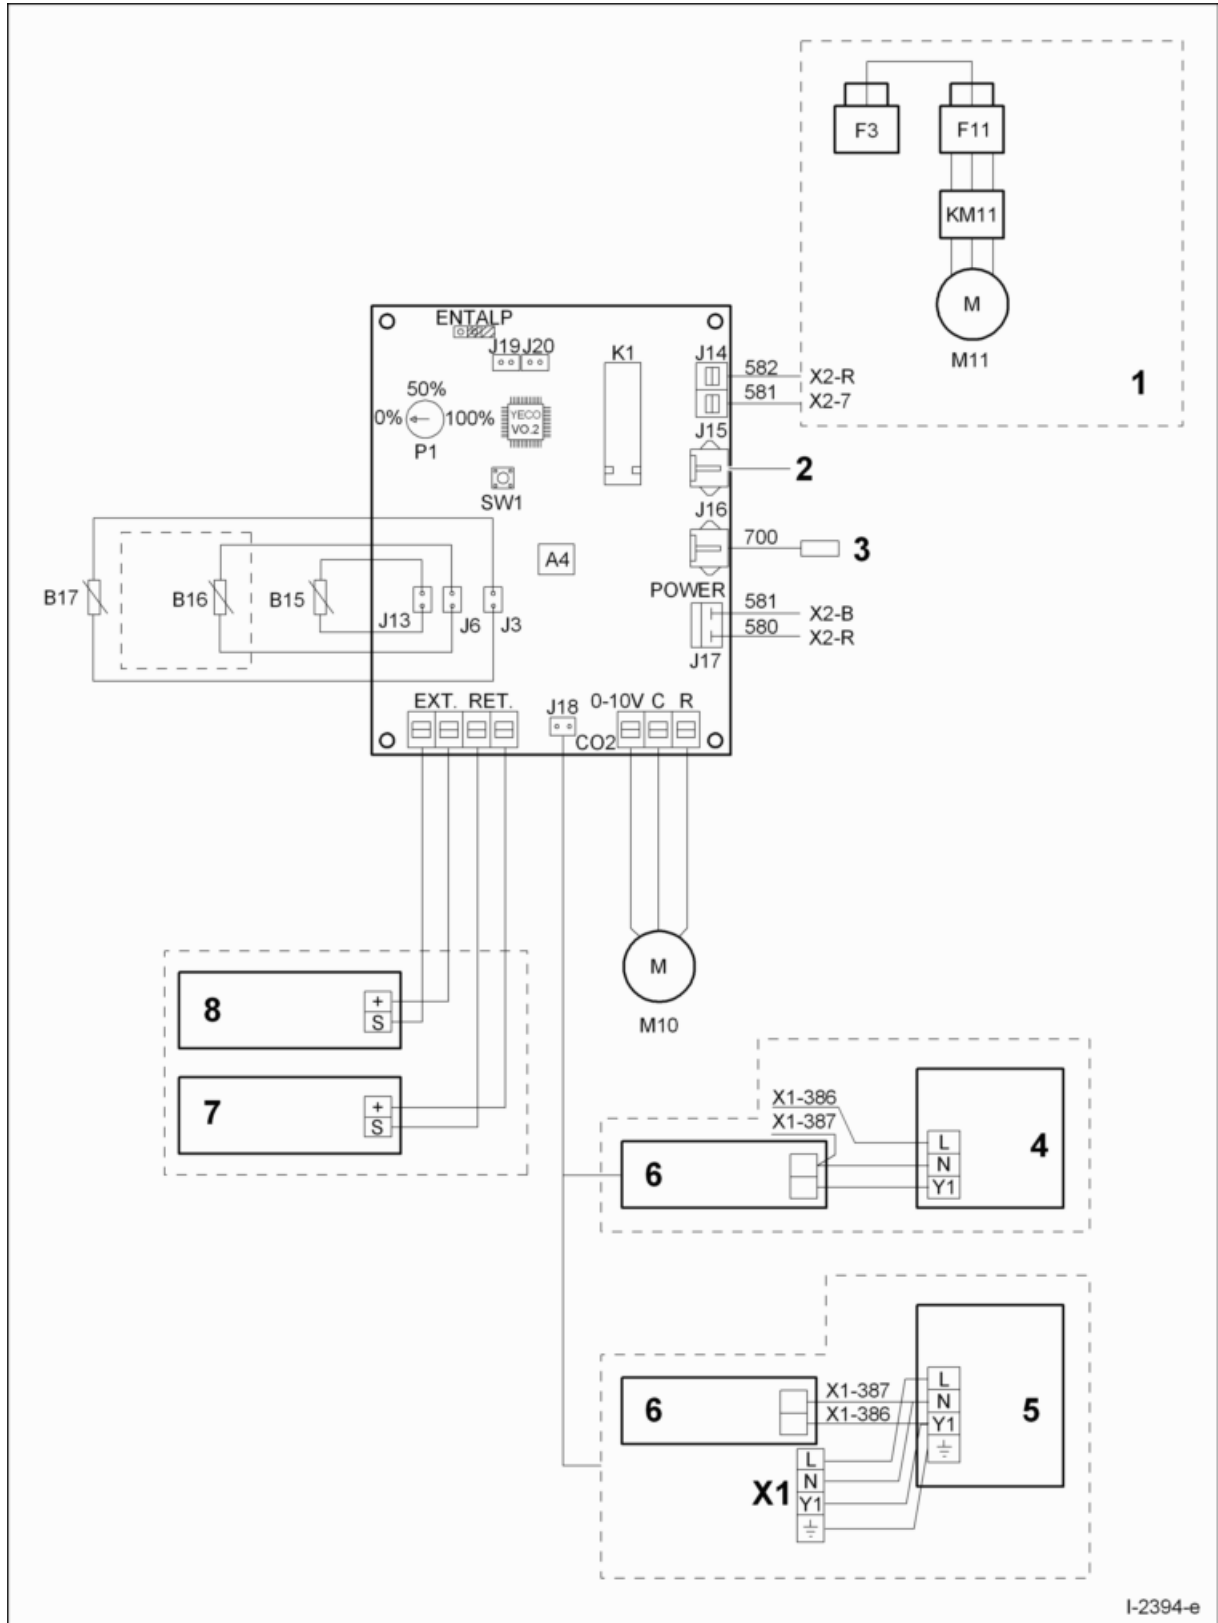 F3
F11
KM11
M
M11
1
ENTALP
J19 J20
K1
J14
582
X2-R
581
X2-7
50%
0%
100%
P1
YECO
VO.2
J15
2
SW1
J16
700
3
A4
POWER
581
X2-B
580
X2-R
J17
B17
B16
B15
J13
J6
J3
EXT. RET.
J18
0-10V C R
CO2
8
+
S
7
+
S
M
M10
X1-386
X1-387
6
L
N
Y1
4
6
X1-387
X1-386
L
N
Y1
5
X1
L
N
Y1
I-2394-e